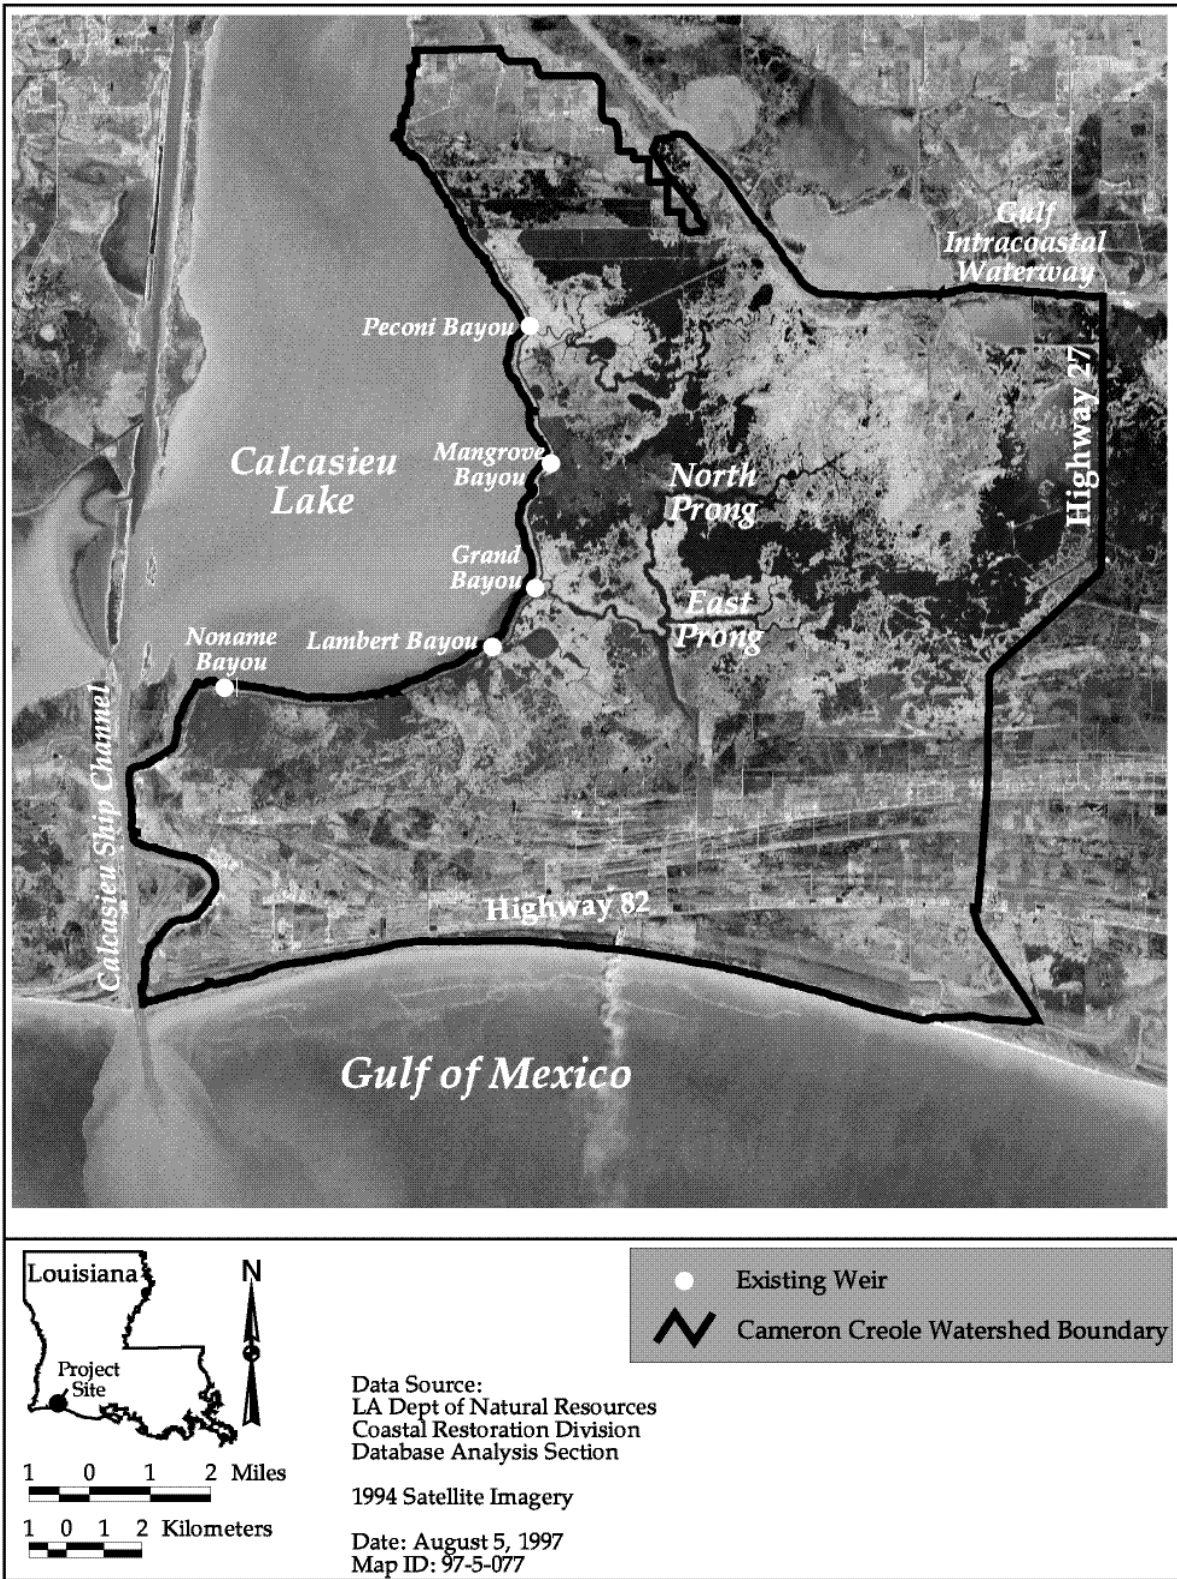 Gulf
Intracoastal
Waterway
Peconi Bayou
Highway 27
Calcasieu
Lake
Mangrove
Bayou
North
Prong
Grand
Bayou
East
Prong
Noname
Bayou
Lambert Bayou
Calcasieu Ship Channel
Highway 82
Gulf of Mexico
Louisiana
Project
Site
N
1 0 1 2 Miles
1 0 1 2 Kilometers
Existing Weir
Cameron Creole Watershed Boundary
Data Source:
LA Dept of Natural Resources
Coastal Restoration Division
Database Analysis Section
1994 Satellite Imagery
Date: August 5, 1997
Map ID: 97-5-077